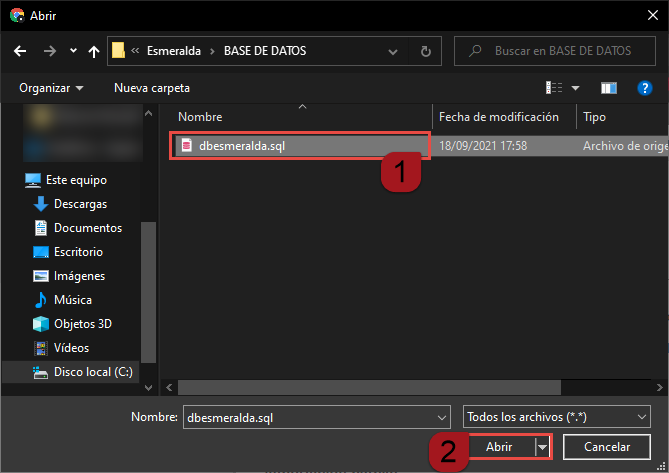 Abrir
Esmeralda > BASE DE DATOS
Buscar en BASE DE DATOS
Organizar
Nueva carpeta
Nombre
Fecha de modificación
Tipo
dbesmeralda.sql
18/09/2021 17:58
Archivo de orige
1
Este equipo
Descargas
Documentos
Escritorio
Imágenes
Música
Objetos 3D
Vídeos
Disco local (C:)
Nombre:
dbesmeralda.sql
Todos los archivos (*.*)
2
Abrir
Cancelar